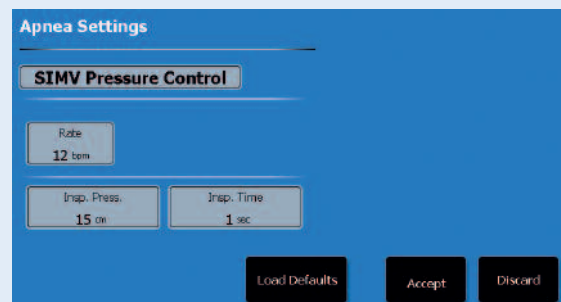 Apnea Settings
SIMV Pressure Control
Rate
12 bpm
Insp. Press.
15 cm
Insp. Time
1 sec
Load Defaults
Accept
Discard